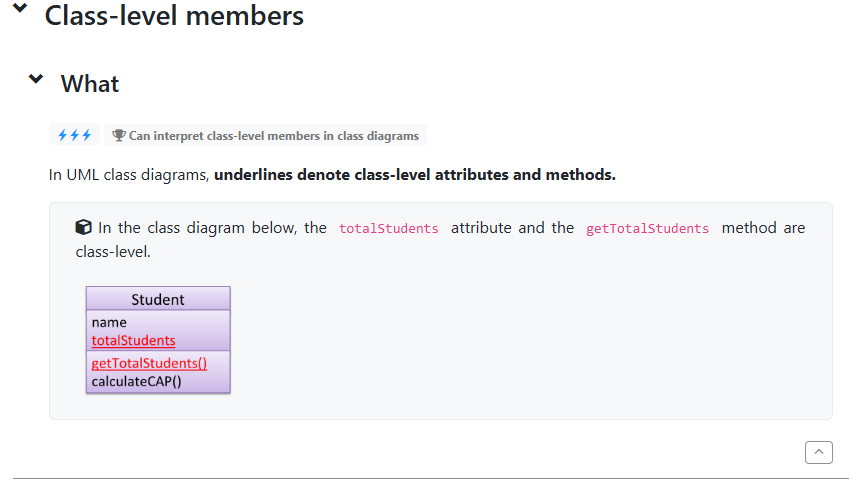 Class-level members
What
Can interpret class-level members in class diagrams
In UML class diagrams, underlines denote class-level attributes and methods.
In the class diagram below, the totalStudents attribute and the getTotalStudents method are
class-level.
Student
name
totalStudents
getTotalStudents()
calculateCAP()